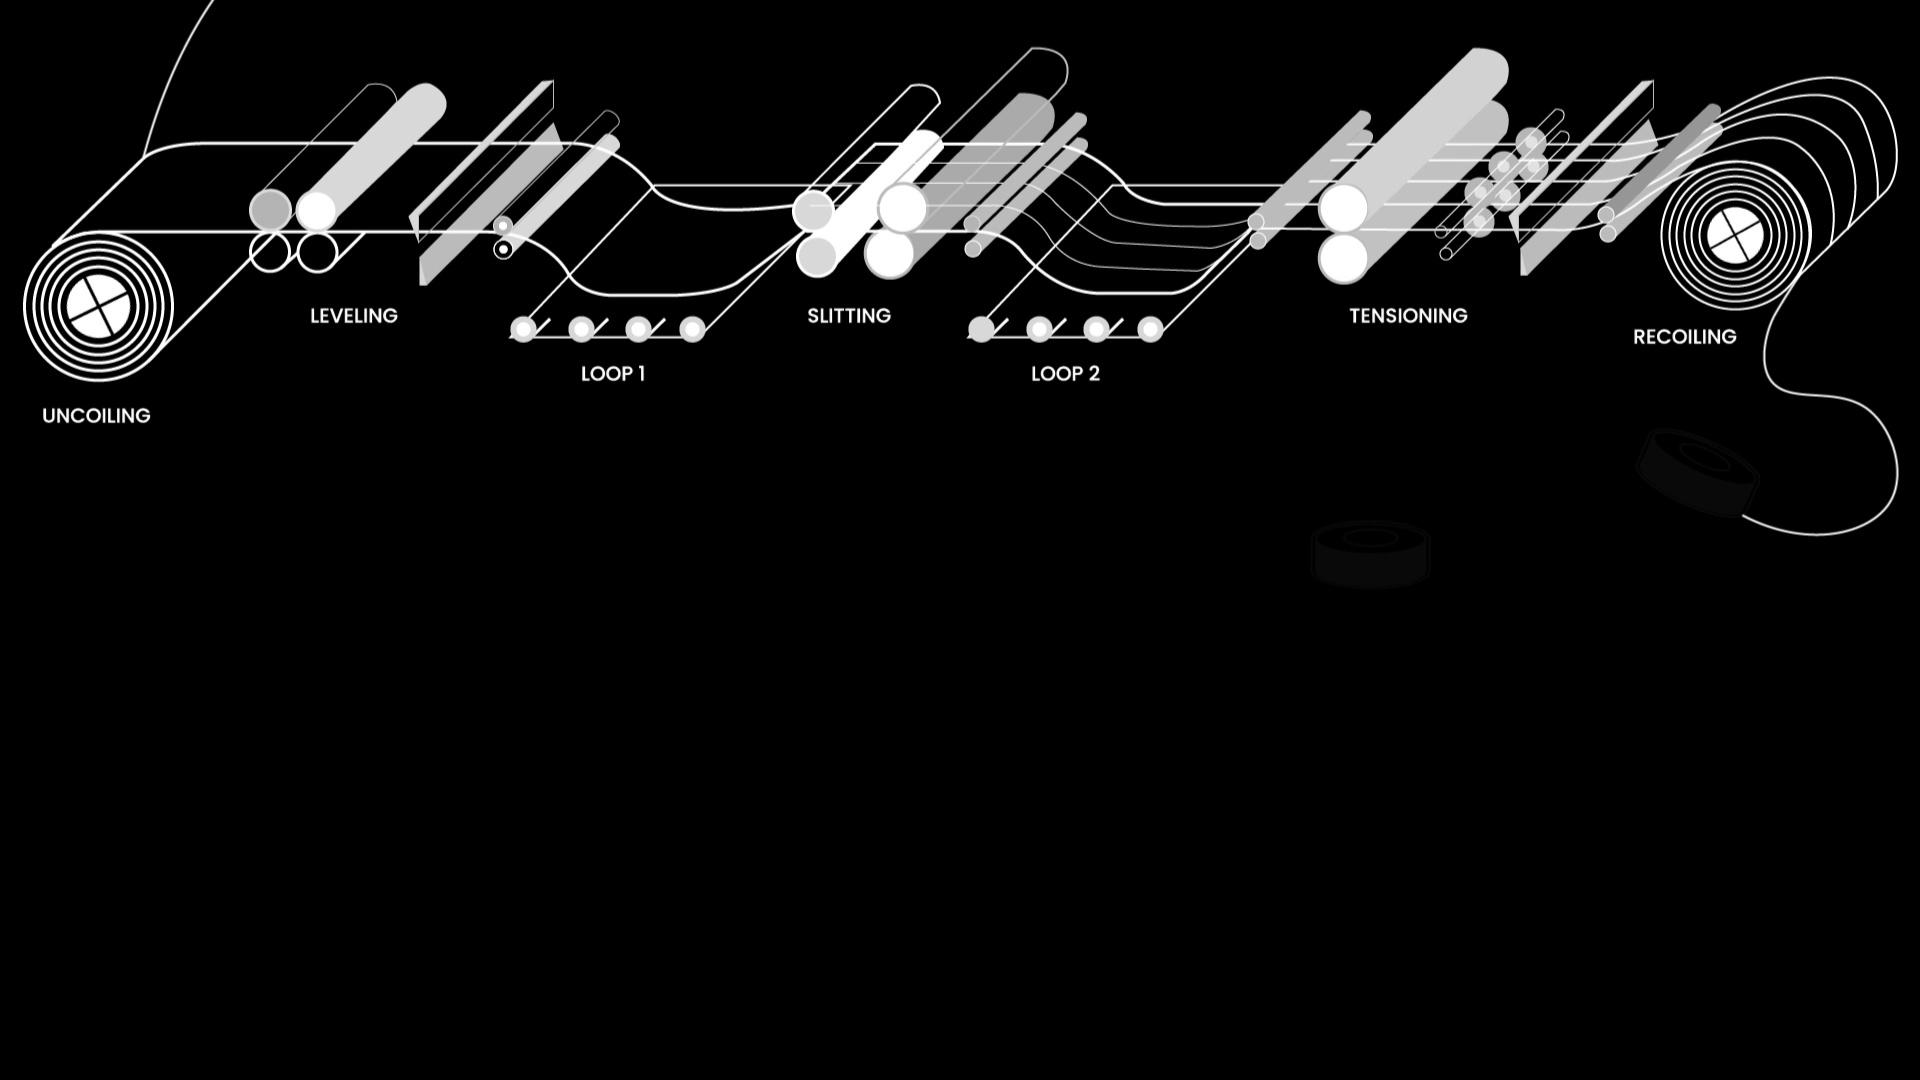 LEVELING
SLITTING
TENSIONING
RECOILING
LOOP 1
LOOP 2
UNCOILING